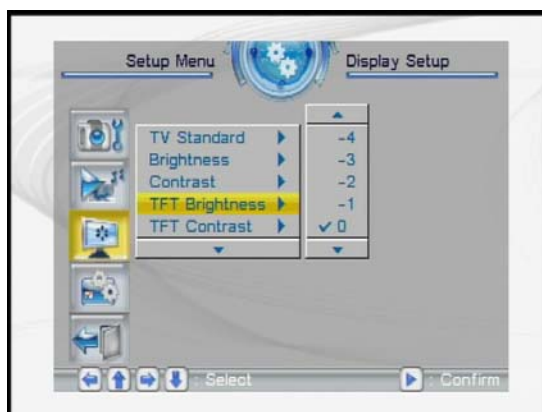 Setup Menu
Display Setup
TV Standard
Brightness
Contrast
TFT Brightness
TFT Contrast
-4
-3
-2
-1
0
: Select
: Confirm